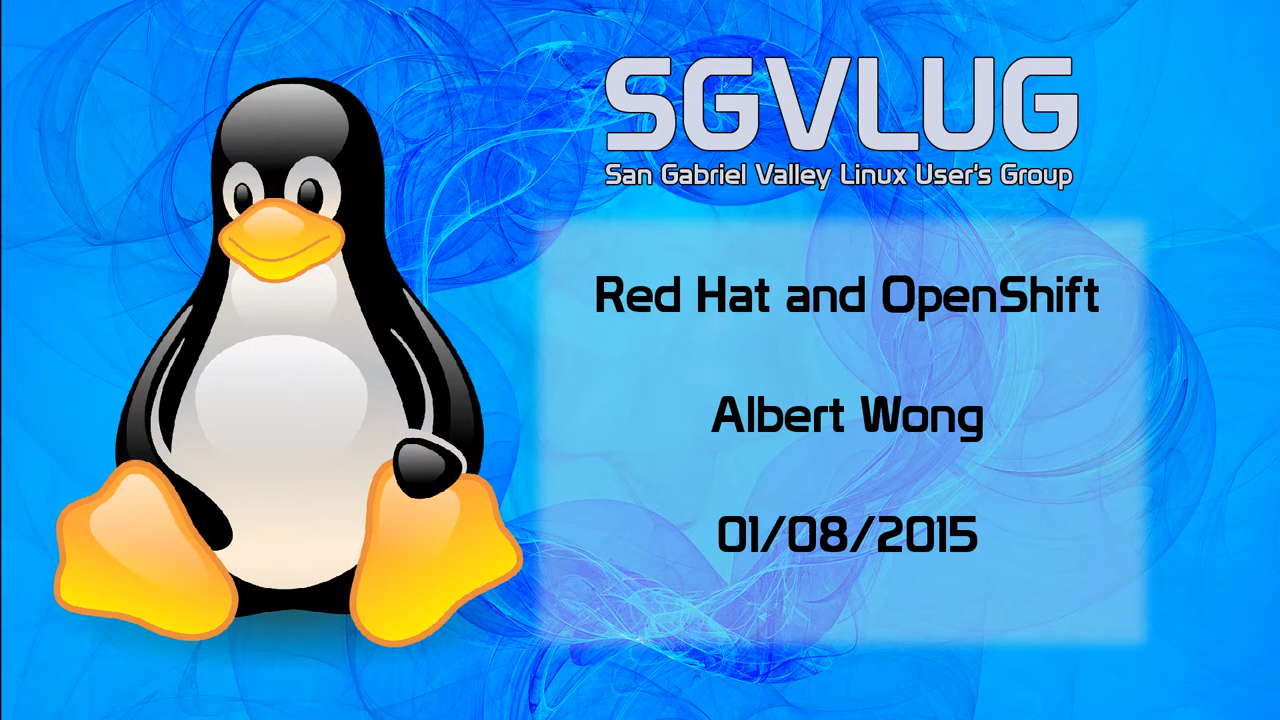 SGVLUG
San Gabriel Valley Linux User's Group
Red Hat and OpenShift
Albert Wong
01/08/2015